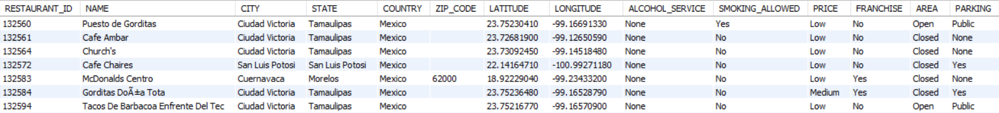 RESTAURANT_ID NAME CITY STATE COUNTRY ZIP_CODE LATITUDE LONGITUDE ALCOHOL_SERVICE SMOKING_ALLOWED PRICE FRANCHISE AREA PARKING
132560 Puesto de Gorditas Ciudad Victoria Tamaulipas Mexico 23.75230410 -99.16691330 None Yes Low No Open Public
132561 Cafe Ambar Ciudad Victoria Tamaulipas Mexico 23.72681900 -99.12650590 None No Low No Closed None
132564 Church's Ciudad Victoria Tamaulipas Mexico 23.73092450 -99.14518480 None No Low No Closed None
132572 Cafe Chaires San Luis Potosi San Luis Potosi Mexico 22.14164710 -100.99271180 None No Low No Closed Yes
132583 McDonalds Centro Cuernavaca Morelos Mexico 62000 18.92229040 -99.23433200 None No Low Yes Closed None
132584 Gorditas DoÃ±a Tota Ciudad Victoria Tamaulipas Mexico 23.75236480 -99.16528790 None No Medium Yes Closed Yes
132594 Tacos De Barbacoa Enfrente Del Tec Ciudad Victoria Tamaulipas Mexico 23.75216770 -99.16570900 None No Low No Open Public